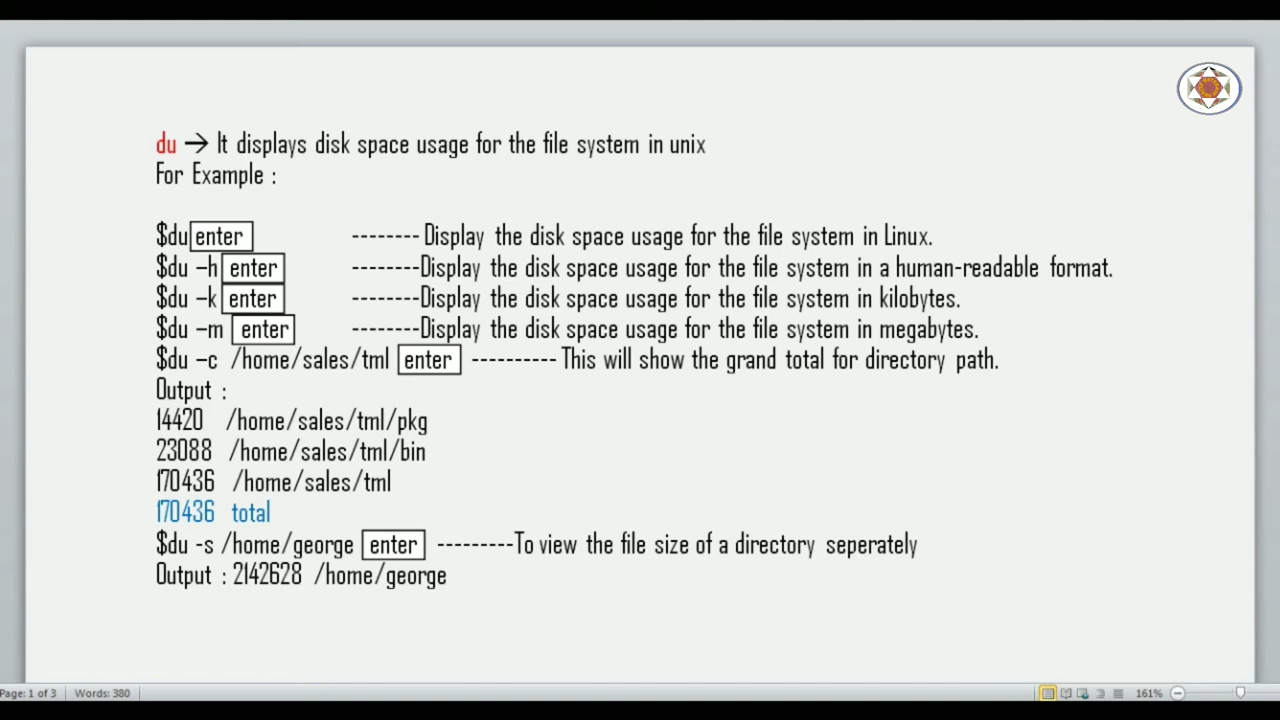 du → It displays disk space usage for the file system in unix
For Example :
$du enter -------- Display the disk space usage for the file system in Linux.
$du –h enter --------Display the disk space usage for the file system in a human-readable format.
$du –k enter --------Display the disk space usage for the file system in kilobytes.
$du –m enter --------Display the disk space usage for the file system in megabytes.
$du –c /home/sales/tml enter ---------- This will show the grand total for directory path.
Output :
14420 /home/sales/tml/pkg
23088 /home/sales/tml/bin
170436 /home/sales/tml
170436 total
$du -s /home/george enter ---------To view the file size of a directory seperately
Output : 2142628 /home/george
Page: 1 of 3 Words: 380 161%